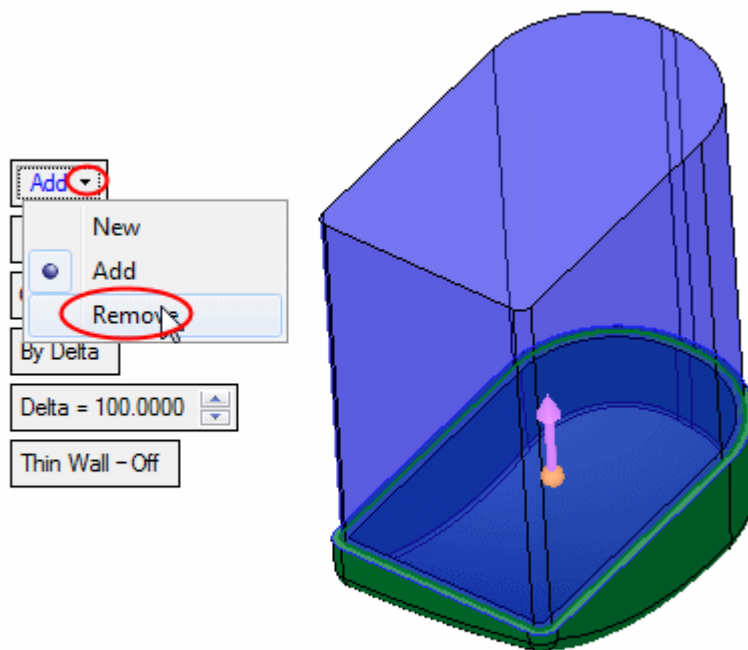 Add
New
Add
Remove
By Delta
Delta = 100.0000
Thin Wall – Off